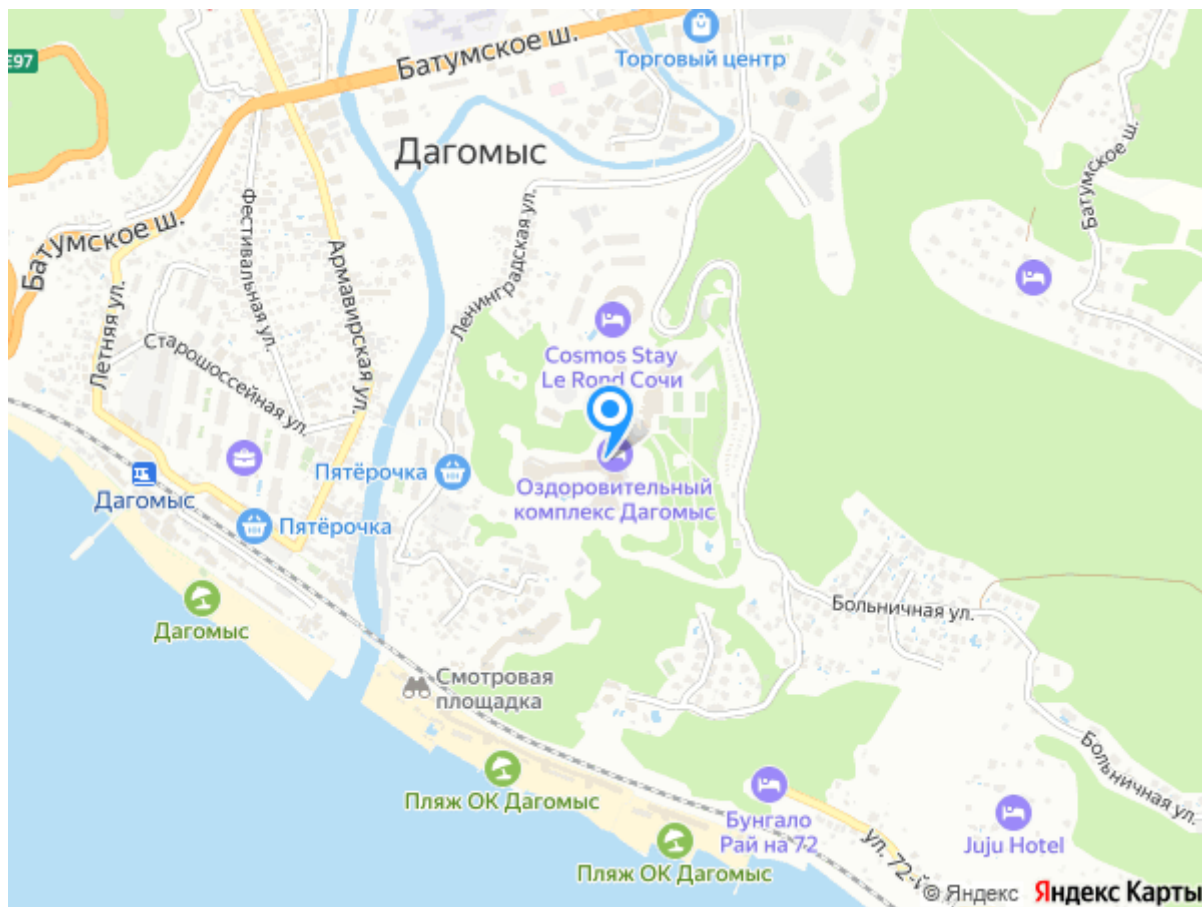 E97
Батумское ш.
Торговый центр
Дагомыс
Батумское ш.
Батумское ш.
Фестивальная ул.
Армавирская ул.
Ленинградская ул.
Летняя ул.
Старошоссейная ул.
Cosmos Stay
Le Rond Сочи
Пятёрочка
Оздоровительный
комплекс Дагомыс
Дагомыс
Пятёрочка
Больничная ул.
Дагомыс
Смотровая
площадка
Больничная ул.
Пляж ОК Дагомыс
Бунгало
Рай на 72
ул. 72-й
Juju Hotel
Пляж ОК Дагомыс
© Яндекс Яндекс Карты